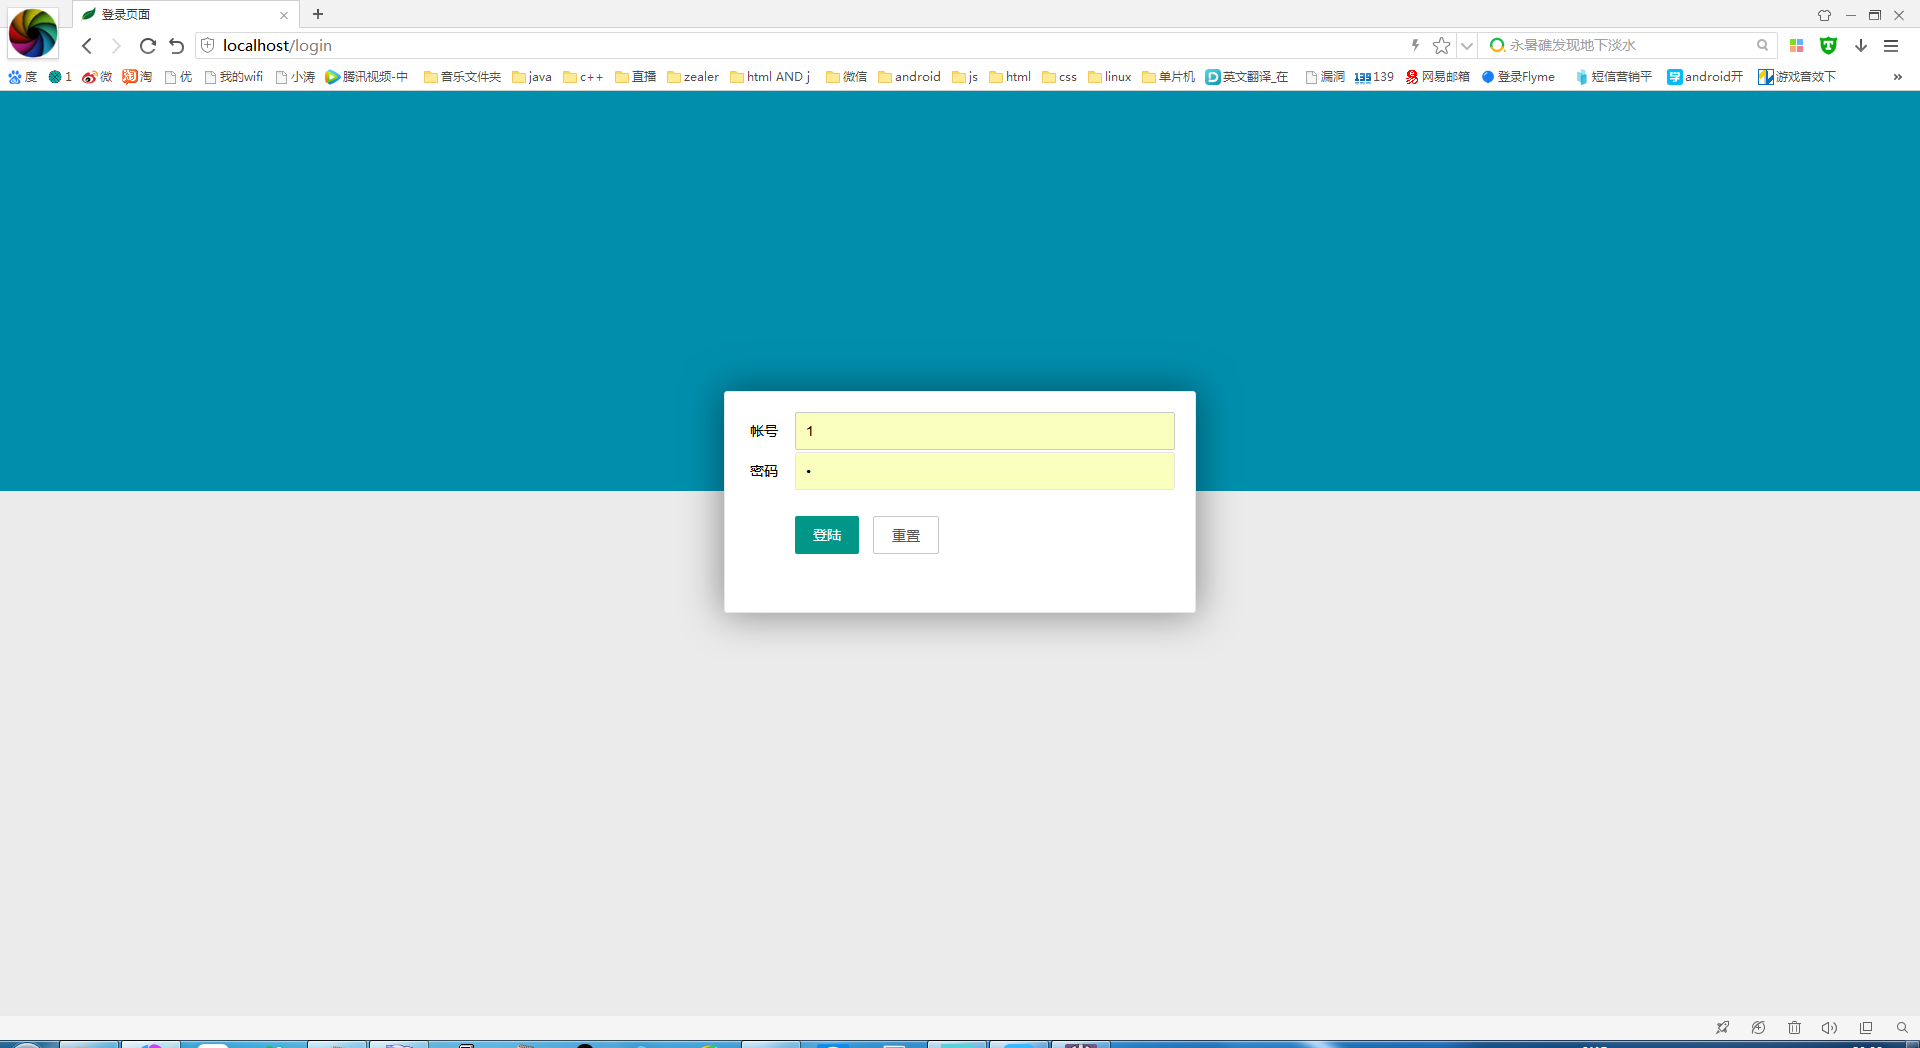 登录页面
localhost/login
永暑礁发现地下淡水
度 1 微 淘 淘 优 我的wifi 小涛 腾讯视频-中 音乐文件夹 java c++ 直播 zealer html AND j 微信 android js html css linux 单片机 D 英文翻译_在 漏洞 139 139 易 网易邮箱 登录Flyme 短信营销平 学 android开 游戏音效下 »
帐号 1
密码 •
登陆 重置